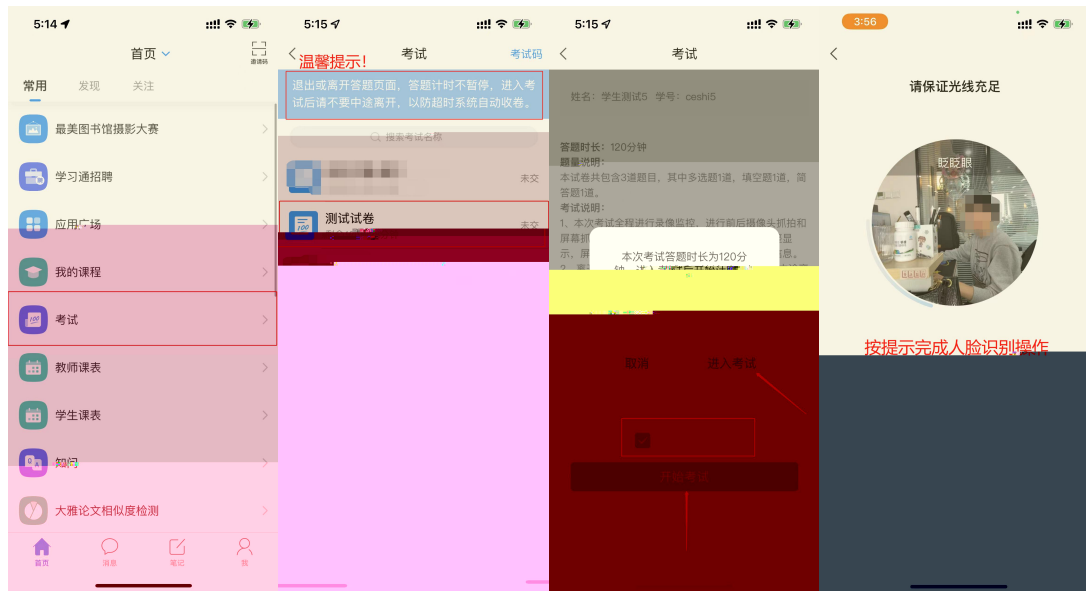 5:14
首页
邀请码
常用 发现 关注
最美图书馆摄影大赛
学习通招聘
应用广场
我的课程
考试
教师课表
学生课表
知问
大雅论文相似度检测
首页 消息 笔记 我
5:15
考试 考试码
温馨提示!
退出或离开答题页面，答题计时不暂停，进入考
试后请不要中途离开，以防超时系统自动收卷。
搜索考试名称
未交
测试试卷
未交
5:15
考试
姓名：学生测试5 学号：ceshi5
答题时长：120分钟
题量说明：
本试卷共包含3道题目，其中多选题1道，填空题1道，简
答题1道。
考试说明：
1、本次考试全程进行录像监控，进行前后摄像头抓拍和
屏幕抓
示，屏
本次考试答题时长为120分
取消 进入考试
开始考试
3:56
请保证光线充足
眨眨眼
按提示完成人脸识别操作